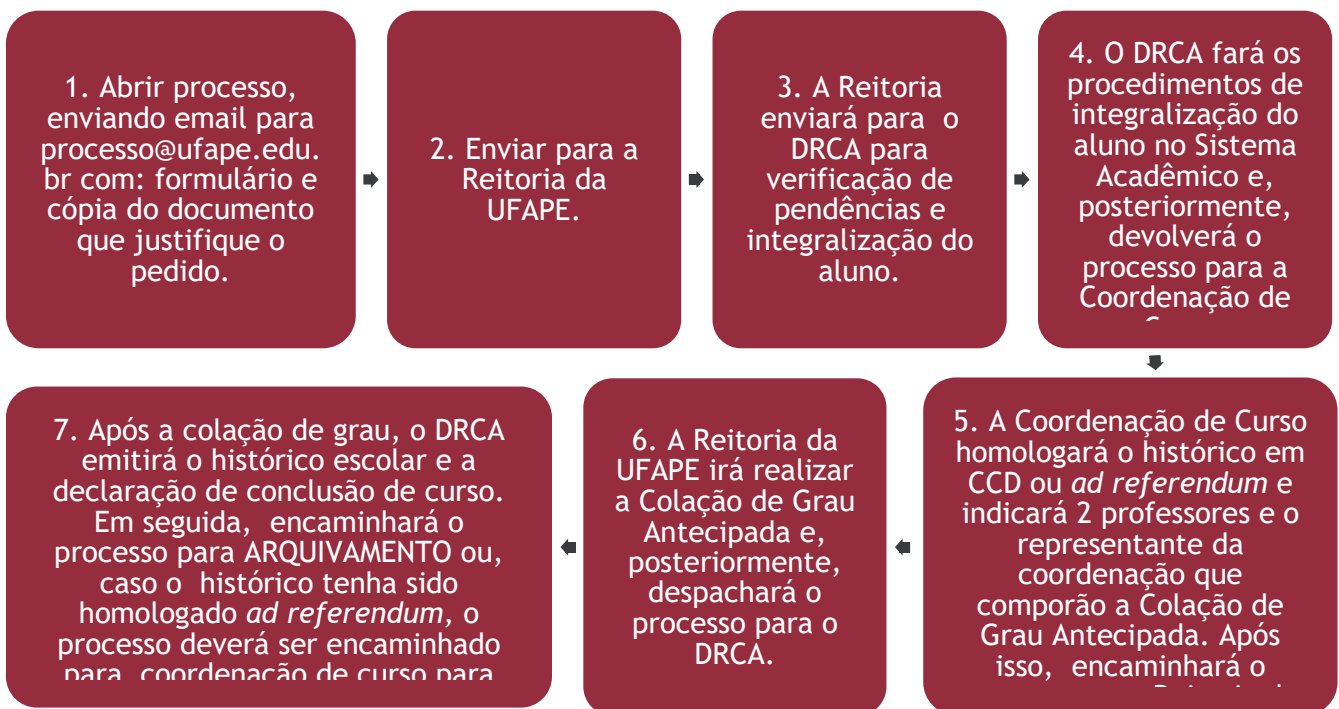 1. Abrir processo,
enviando email para
processo@ufape.edu.
br com: formulário e
cópia do documento
que justifique o
pedido.
2. Enviar para a
Reitoria da
UFAPE.
3. A Reitoria
enviará para o
DRCA para
verificação de
pendências e
integralização do
aluno.
4. O DRCA fará os
procedimentos de
integralização do
aluno no Sistema
Acadêmico e,
posteriormente,
devolverá o
processo para a
Coordenação de
5. A Coordenação de Curso
homologará o histórico em
CCD ou ad referendum e
indicará 2 professores e o
representante da
coordenação que
comporão a Colação de
Grau Antecipada. Após
isso, encaminhará o
6. A Reitoria da
UFAPE irá realizar
a Colação de Grau
Antecipada e,
posteriormente,
despachará o
processo para o
DRCA.
7. Após a colação de grau, o DRCA
emitirá o histórico escolar e a
declaração de conclusão de curso.
Em seguida, encaminhará o
processo para ARQUIVAMENTO ou,
caso o histórico tenha sido
homologado ad referendum, o
processo deverá ser encaminhado
para coordenação de curso para